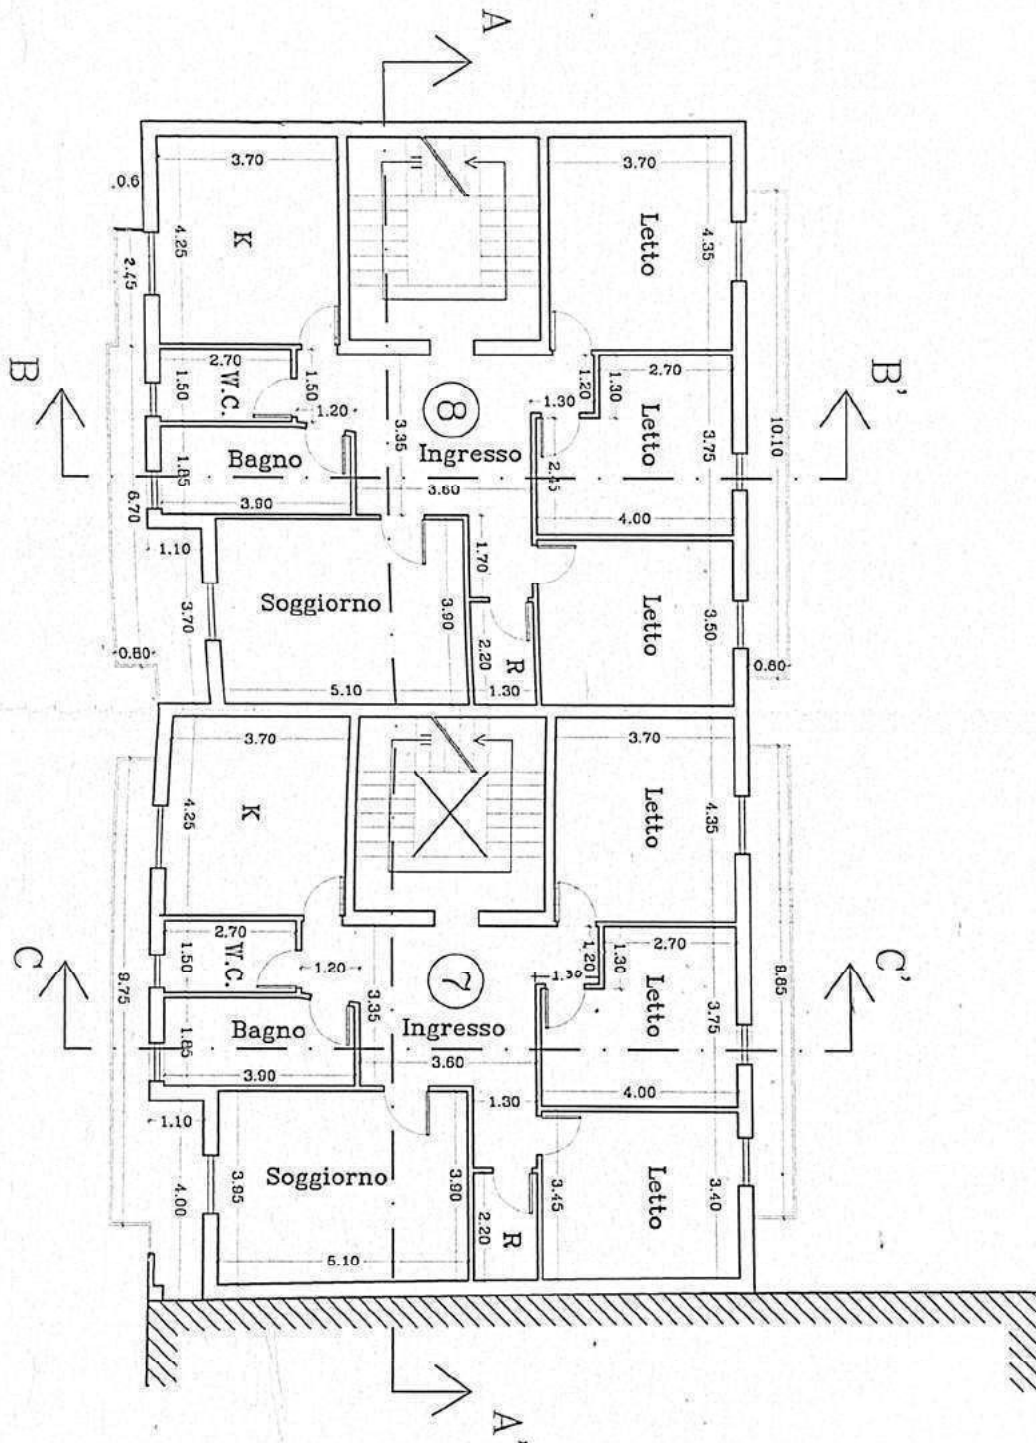 A
3.70
3.70
0.6
4.25
K
Letto
4.35
2.45
2.70
1.50
W.C.
1.50
1.20
3.35
8
1.30
1.20
1.30
2.70
Letto
3.75
B
B'
10.10
Bagno
1.85
3.90
Ingresso
3.60
2.45
4.00
6.70
1.10
3.70
Soggiorno
3.90
1.70
2.20
R
Letto
3.50
0.80
0.80
5.10
1.30
3.70
3.70
4.25
K
Letto
4.35
2.70
1.50
W.C.
1.20
3.35
7
1.30
1.20
1.30
2.70
Letto
3.75
C
C'
9.75
9.85
Bagno
1.85
3.90
Ingresso
3.60
4.00
1.10
1.30
4.00
3.95
Soggiorno
3.90
2.20
R
3.45
Letto
3.40
5.10
A'